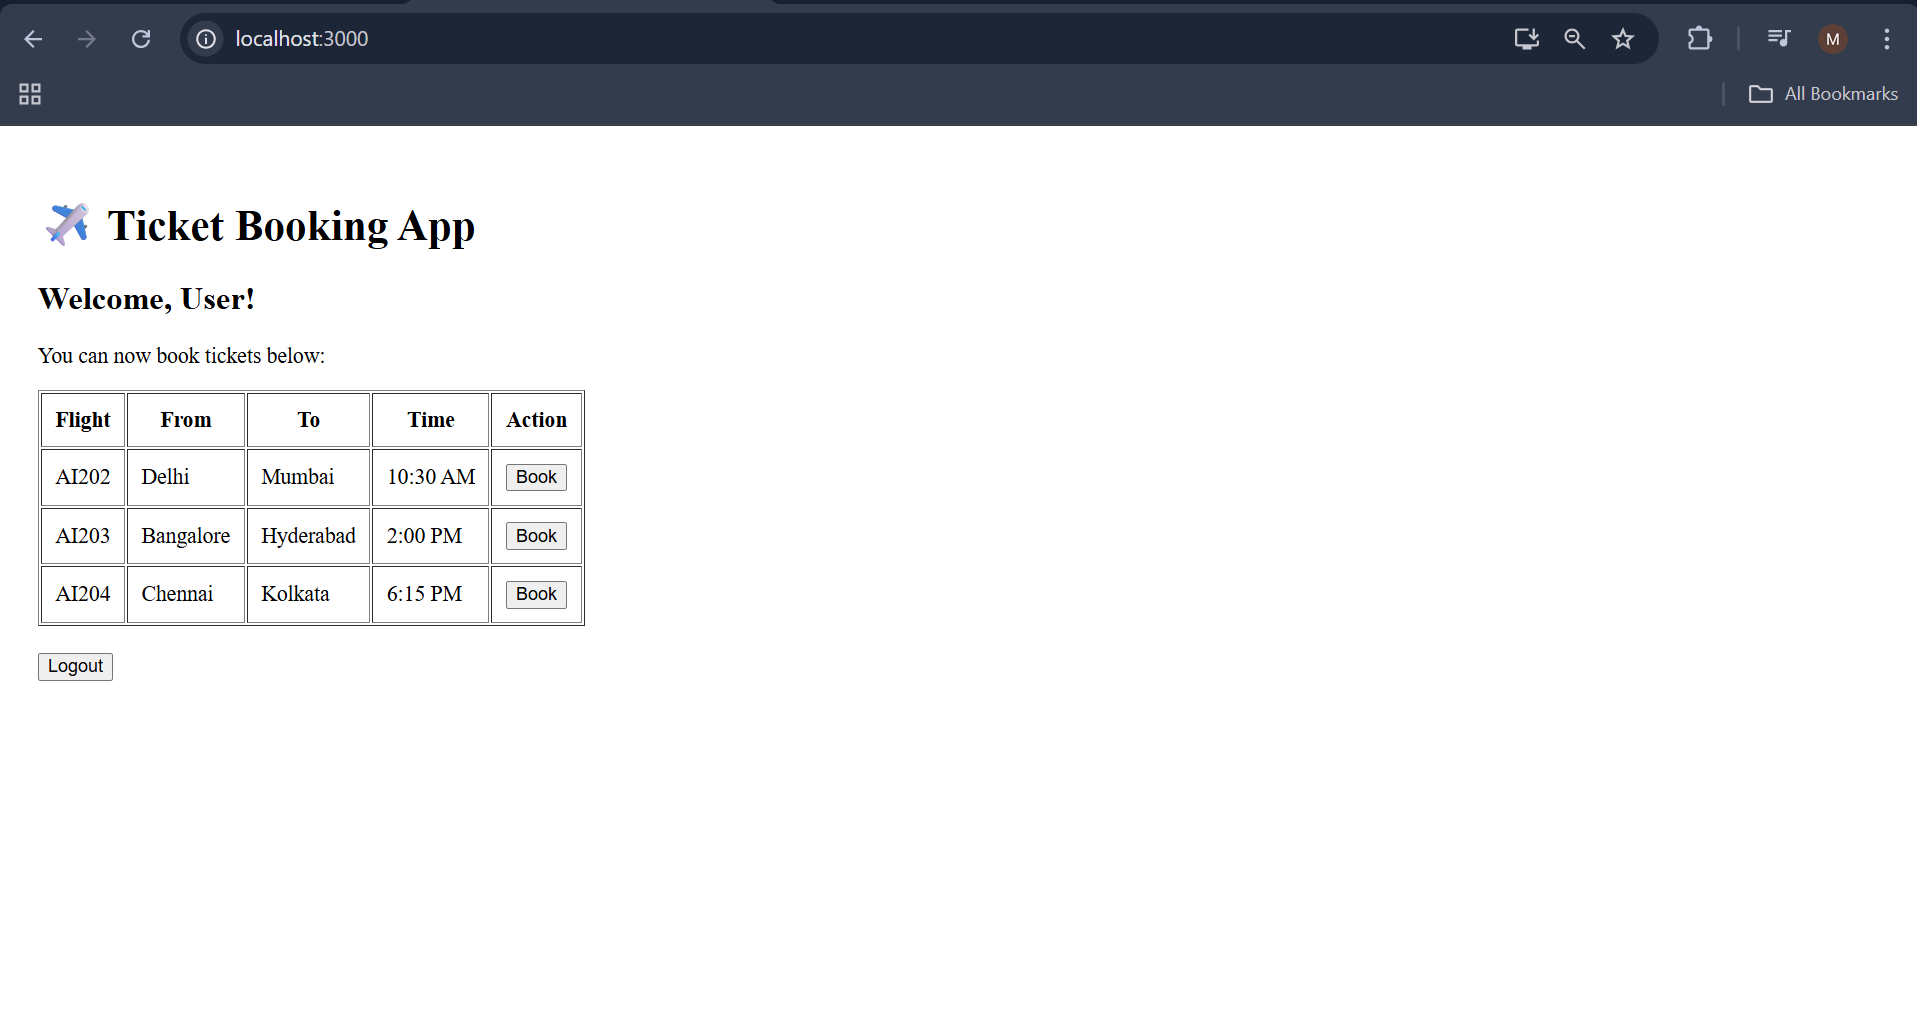 localhost:3000
M
All Bookmarks
Ticket Booking App
Welcome, User!
You can now book tickets below:
Flight From To Time Action
AI202 Delhi Mumbai 10:30 AM Book
AI203 Bangalore Hyderabad 2:00 PM Book
AI204 Chennai Kolkata 6:15 PM Book
Logout